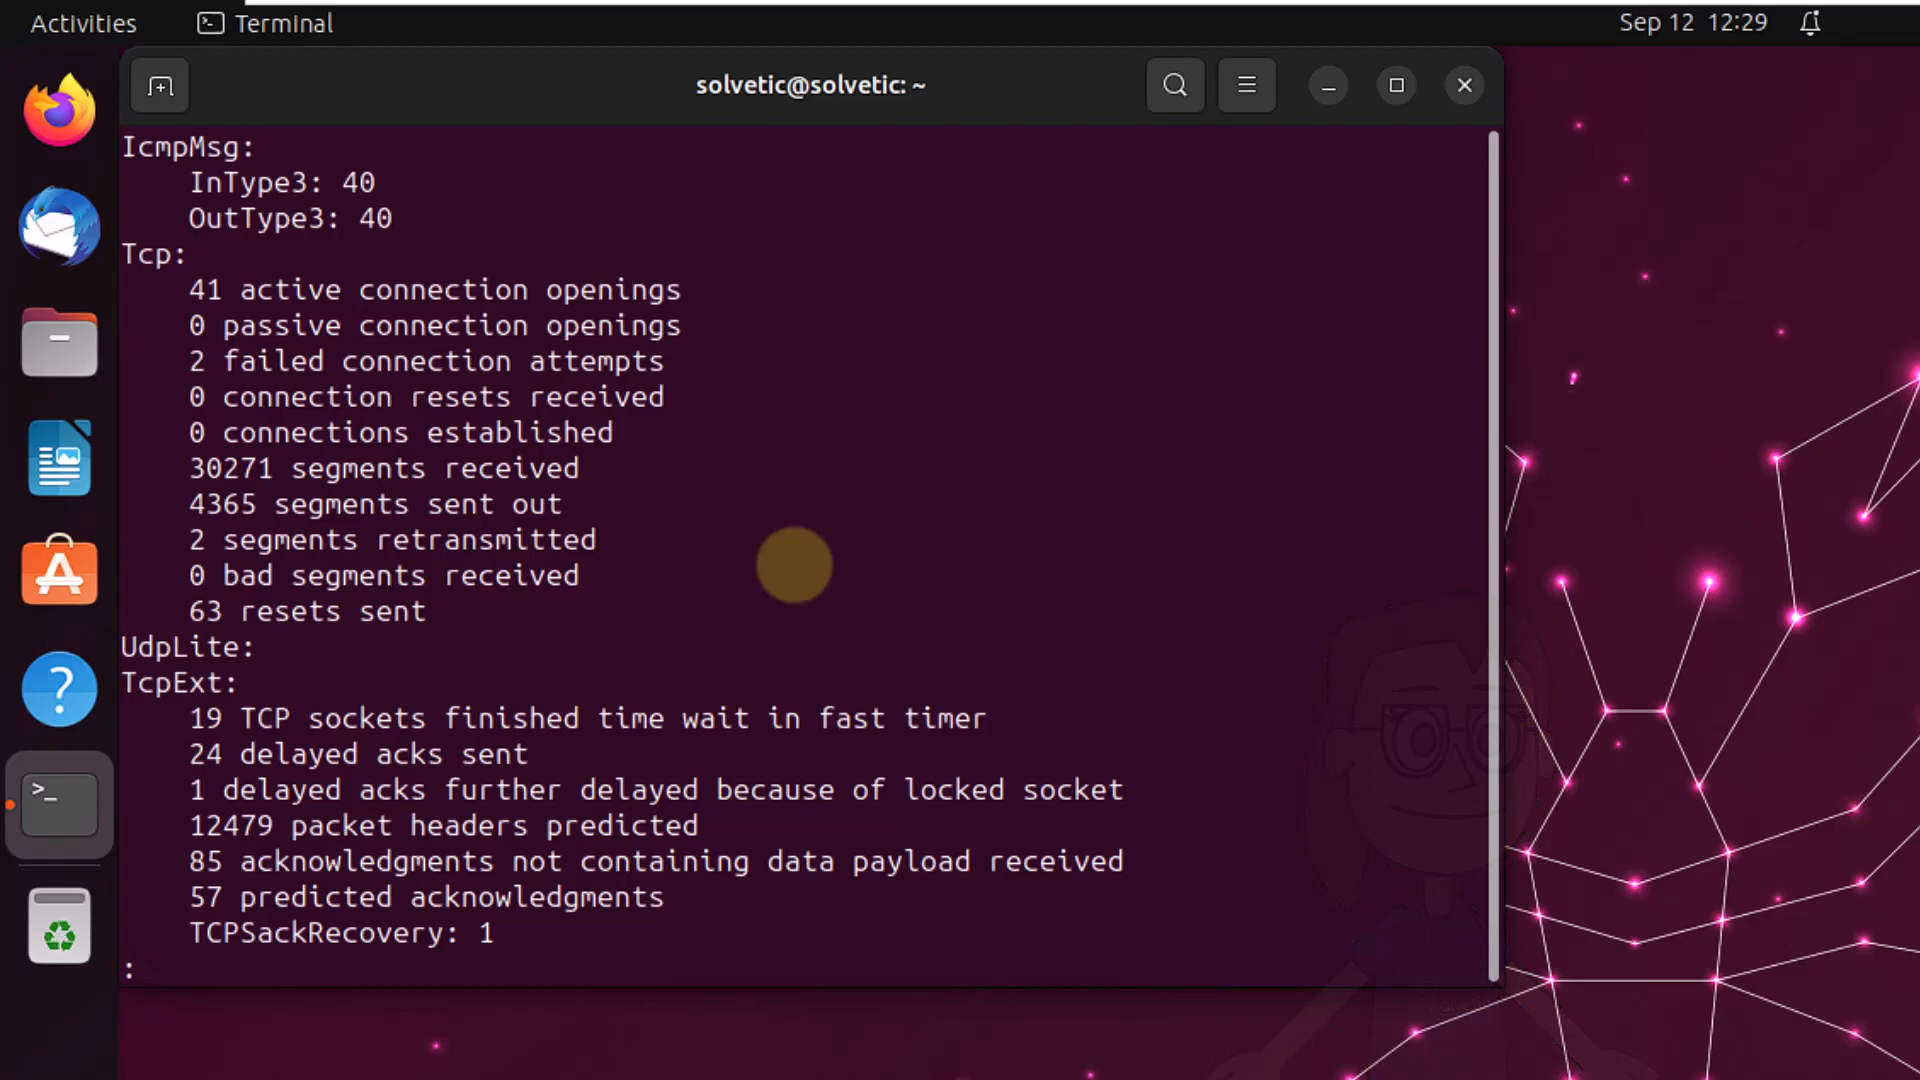 Activities
Terminal
Sep 12 12:29
solvetic@solvetic: ~
IcmpMsg:
InType3: 40
OutType3: 40
Tcp:
41 active connection openings
0 passive connection openings
2 failed connection attempts
0 connection resets received
0 connections established
30271 segments received
4365 segments sent out
2 segments retransmitted
0 bad segments received
63 resets sent
UdpLite:
TcpExt:
19 TCP sockets finished time wait in fast timer
24 delayed acks sent
1 delayed acks further delayed because of locked socket
12479 packet headers predicted
85 acknowledgments not containing data payload received
57 predicted acknowledgments
TCPSackRecovery: 1
: